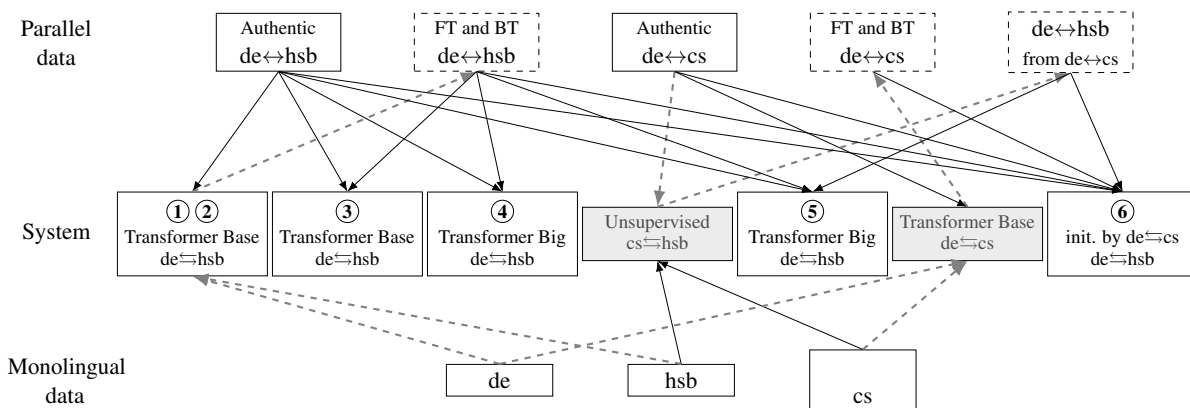 Parallel
data
Authentic
de↔hsb
FT and BT
de↔hsb
Authentic
de↔cs
FT and BT
de↔cs
de↔hsb
from de↔cs
System
① ②
Transformer Base
de⇆hsb
③
Transformer Base
de⇆hsb
④
Transformer Big
de⇆hsb
Unsupervised
cs⇆hsb
⑤
Transformer Big
de⇆hsb
Transformer Base
de⇆cs
⑥
init. by de⇆cs
de⇆hsb
Monolingual
data
de
hsb
cs